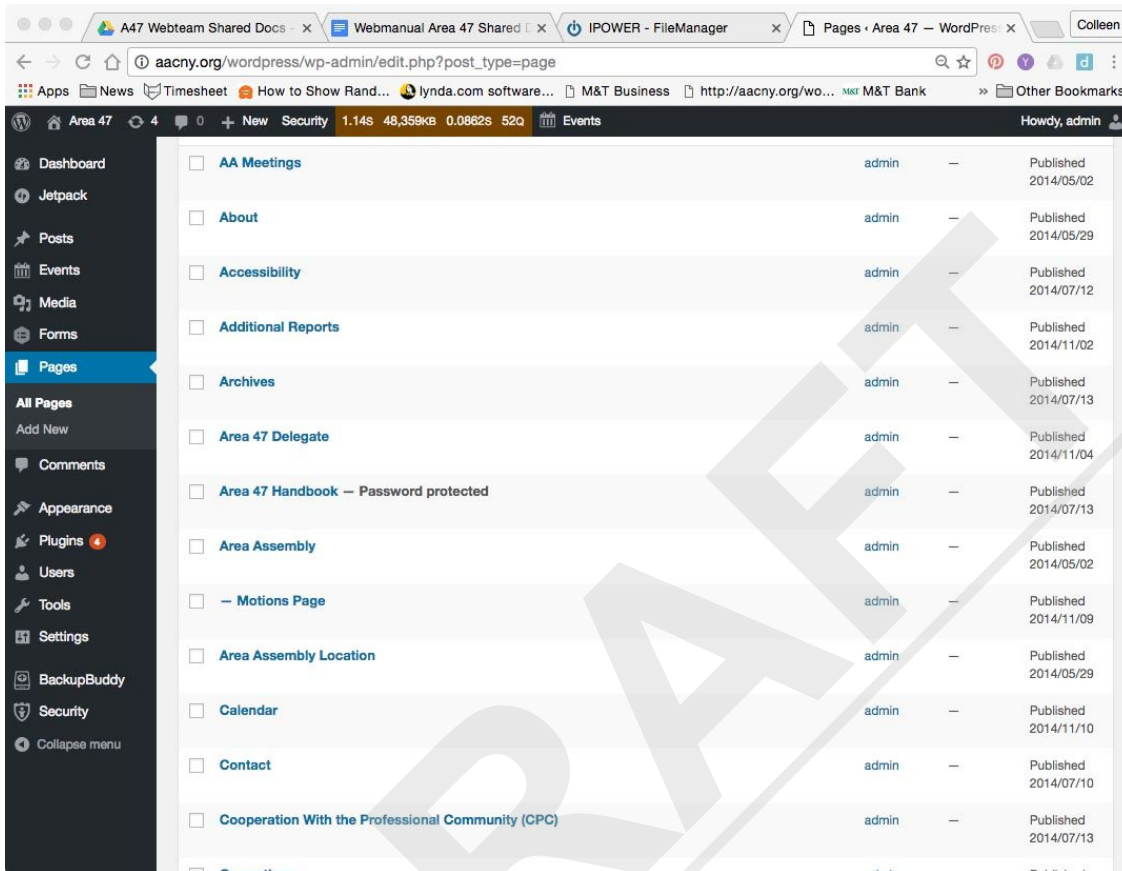 A47 Webteam Shared Docs -
Webmanual Area 47 Shared D
IPOWER - FileManager
Pages ‹ Area 47 — WordPres
Colleen
aacny.org/wordpress/wp-admin/edit.php?post_type=page
Apps News Timesheet How to Show Rand... lynda.com software... M&T Business http://aacny.org/wo... M&T M&T Bank » Other Bookmarks
Area 47 4 0 + New Security 1.14S 48,359KB 0.0862S 52Q Events Howdy, admin
Dashboard
Jetpack
Posts
Events
Media
Forms
Pages
All Pages
Add New
Comments
Appearance
Plugins 4
Users
Tools
Settings
BackupBuddy
Security
Collapse menu
AA Meetings admin — Published
2014/05/02
About admin — Published
2014/05/29
Accessibility admin — Published
2014/07/12
Additional Reports admin — Published
2014/11/02
Archives admin — Published
2014/07/13
Area 47 Delegate admin — Published
2014/11/04
Area 47 Handbook — Password protected admin — Published
2014/07/13
Area Assembly admin — Published
2014/05/02
— Motions Page admin — Published
2014/11/09
Area Assembly Location admin — Published
2014/05/29
Calendar admin — Published
2014/11/10
Contact admin — Published
2014/07/10
Cooperation With the Professional Community (CPC) admin — Published
2014/07/13
RAFT